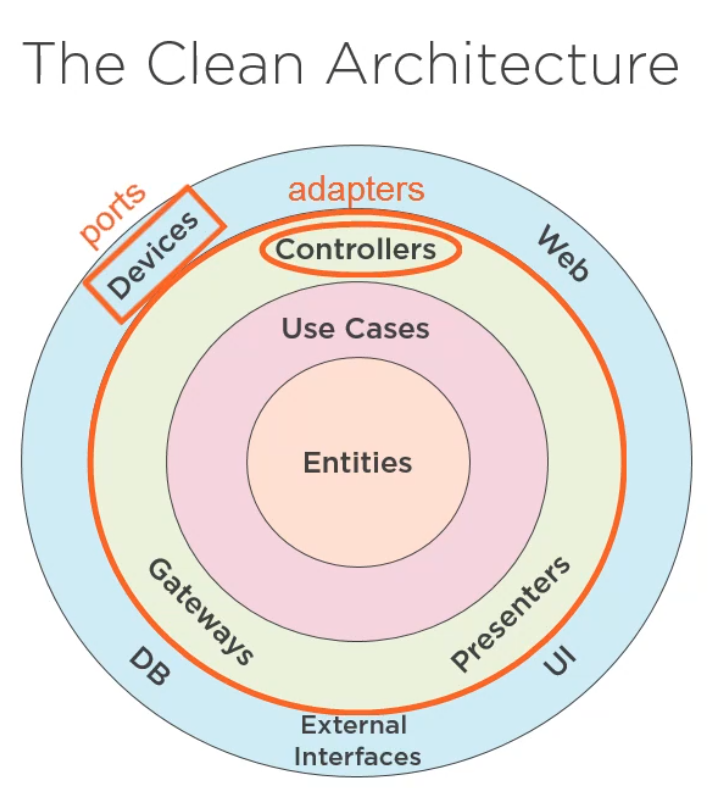 The Clean Architecture
ports
adapters
Devices
Controllers
Web
Use Cases
Entities
Gateways
Presenters
DB
UI
External
Interfaces